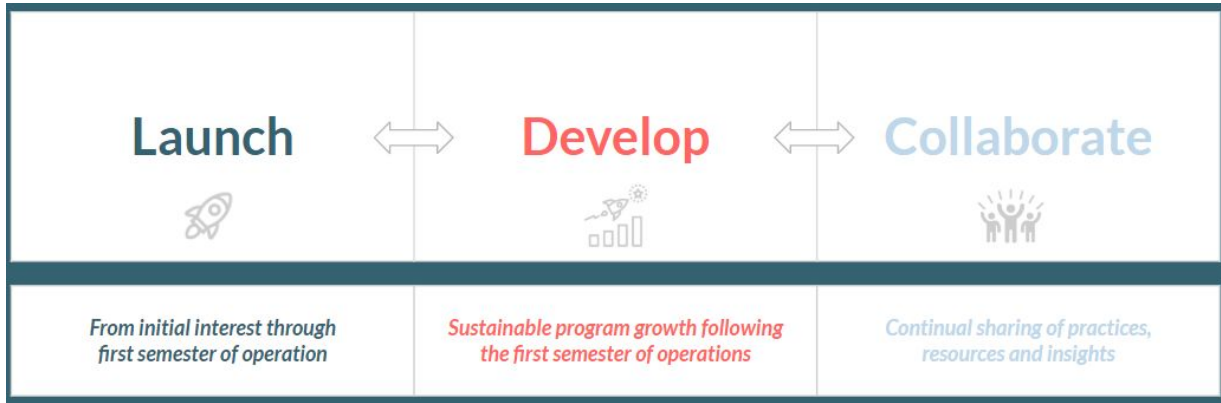 Launch
Develop
Collaborate
From initial interest through
first semester of operation
Sustainable program growth following
the first semester of operations
Continual sharing of practices,
resources and insights